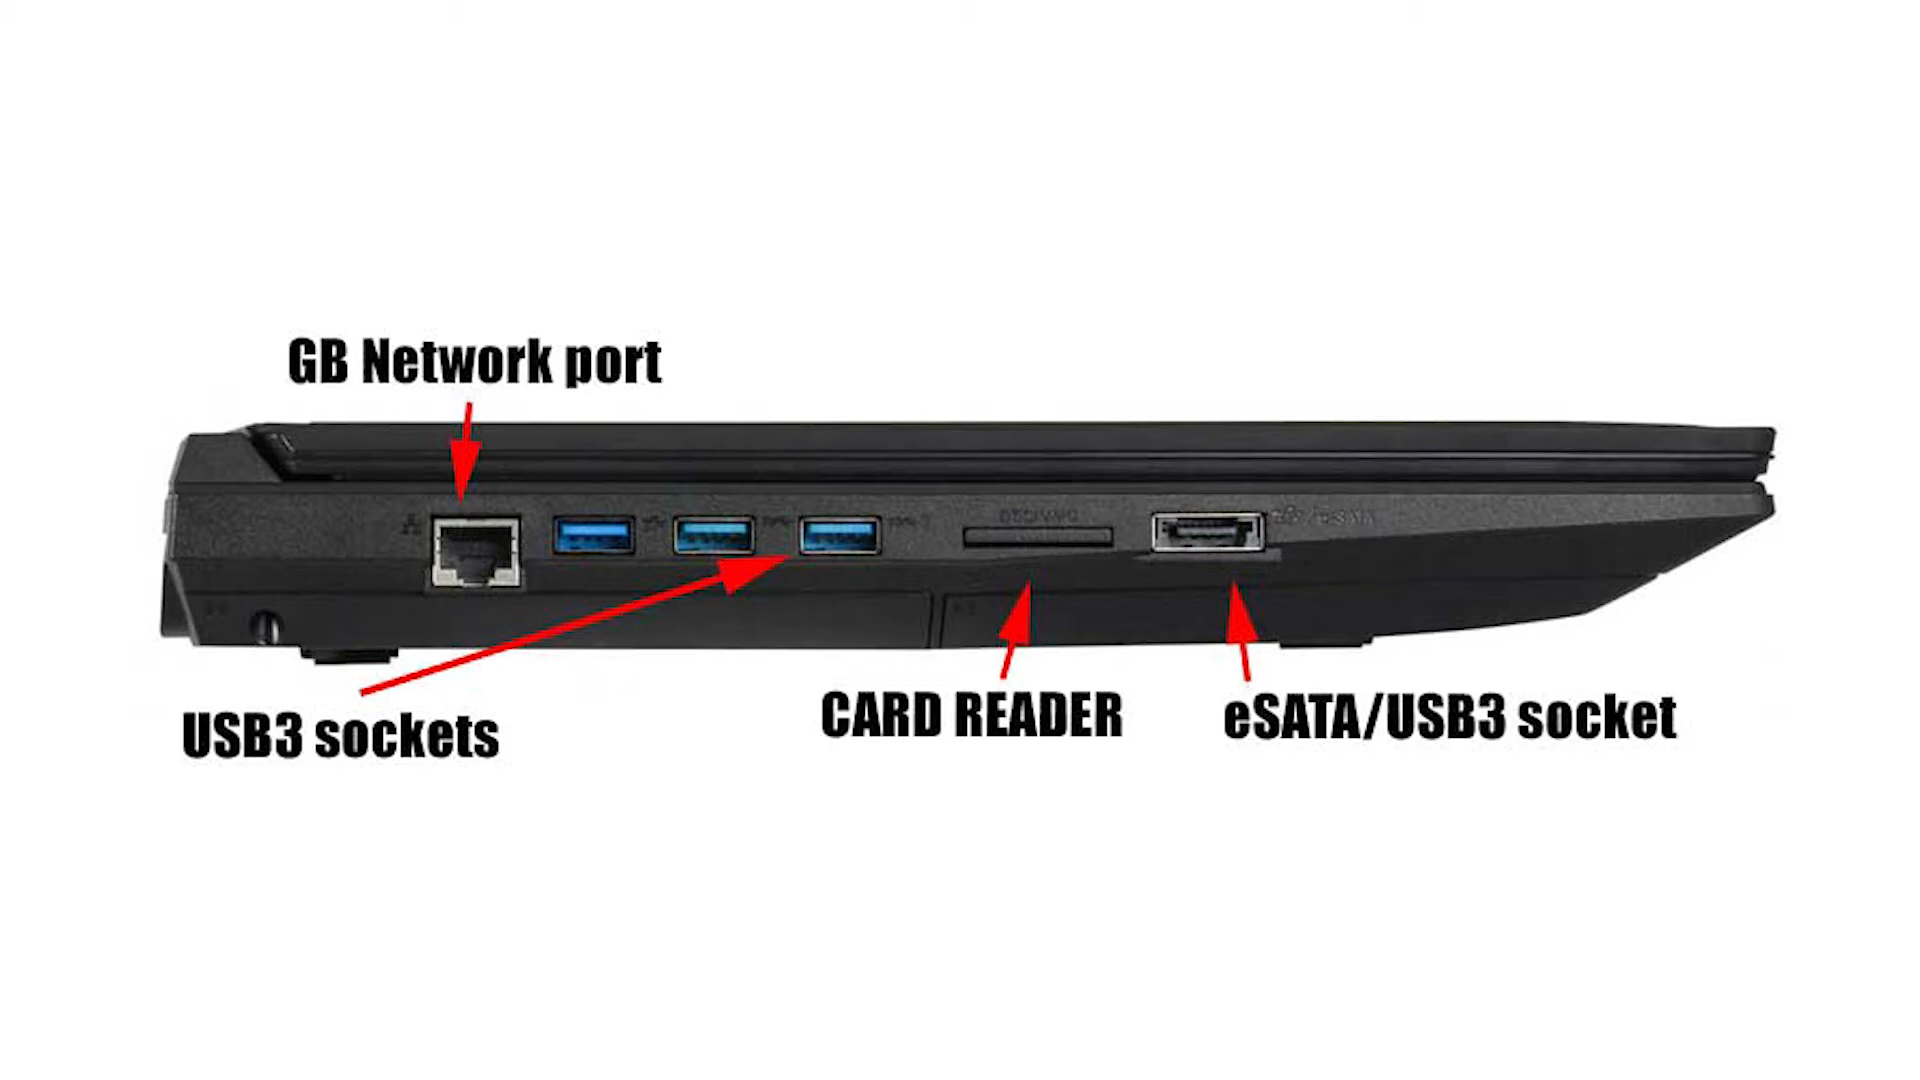 GB Network port
USB3 sockets
CARD READER
eSATA/USB3 socket